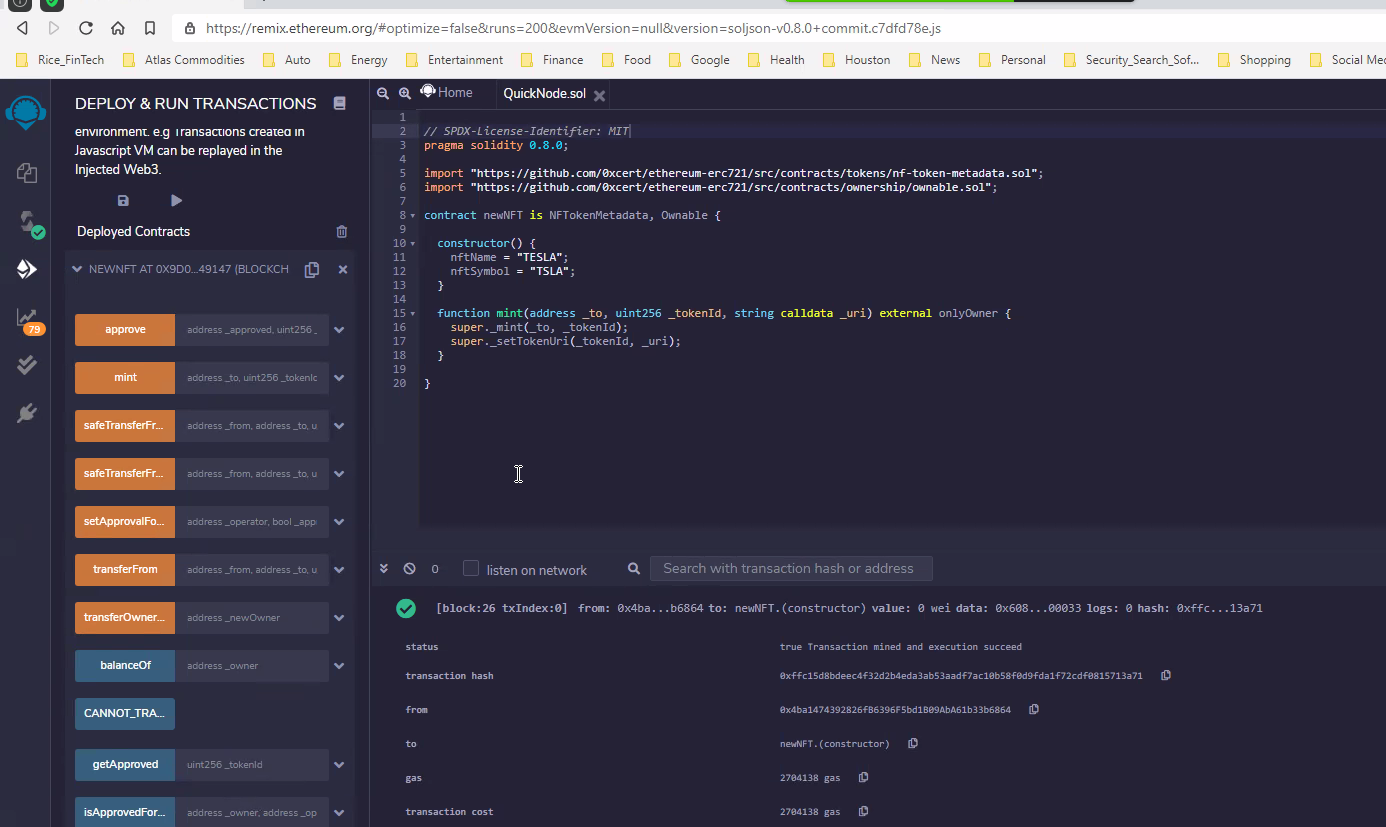 https://remix.ethereum.org/#optimize=false&runs=200&evmVersion=null&version=soljson-v0.8.0+commit.c7dfd78e.js
Rice_FinTech Atlas Commodities Auto Energy Entertainment Finance Food Google Health Houston News Personal Security_Search_Sof... Shopping Social Med
DEPLOY & RUN TRANSACTIONS
environment. e.g Transactions created in
Javascript VM can be replayed in the
Injected Web3.
Deployed Contracts
NEWNFT AT 0X9D0...49147 (BLOCKCH
approve address _approved, uint256 _
mint address _to, uint256 _tokenId
safeTransferFr... address _from, address _to, u
safeTransferFr... address _from, address _to, u
setApprovalFo... address _operator, bool _app
transferFrom address _from, address _to, u
transferOwner... address _newOwner
balanceOf address _owner
CANNOT_TRA...
getApproved uint256 _tokenId
isApprovedFor... address _owner, address _op
79
Home QuickNode.sol
1
2 // SPDX-License-Identifier: MIT
3 pragma solidity 0.8.0;
4
5 import "https://github.com/0xcert/ethereum-erc721/src/contracts/tokens/nf-token-metadata.sol";
6 import "https://github.com/0xcert/ethereum-erc721/src/contracts/ownership/ownable.sol";
7
8 contract newNFT is NFTokenMetadata, Ownable {
9
10 constructor() {
11 nftName = "TESLA";
12 nftSymbol = "TSLA";
13 }
14
15 function mint(address _to, uint256 _tokenId, string calldata _uri) external onlyOwner {
16 super._mint(_to, _tokenId);
17 super._setTokenUri(_tokenId, _uri);
18 }
19
20 }
0 listen on network Search with transaction hash or address
[block:26 txIndex:0] from: 0x4ba...b6864 to: newNFT.(constructor) value: 0 wei data: 0x608...00033 logs: 0 hash: 0xffc...13a71
status true Transaction mined and execution succeed
transaction hash 0xffc15d8bdeec4f32d2b4eda3ab53aadf7ac10b58f0d9fda1f72cdf0815713a71
from 0x4ba1474392826fB6396F5bd1B09AbA61b33b6864
to newNFT.(constructor)
gas 2704138 gas
transaction cost 2704138 gas